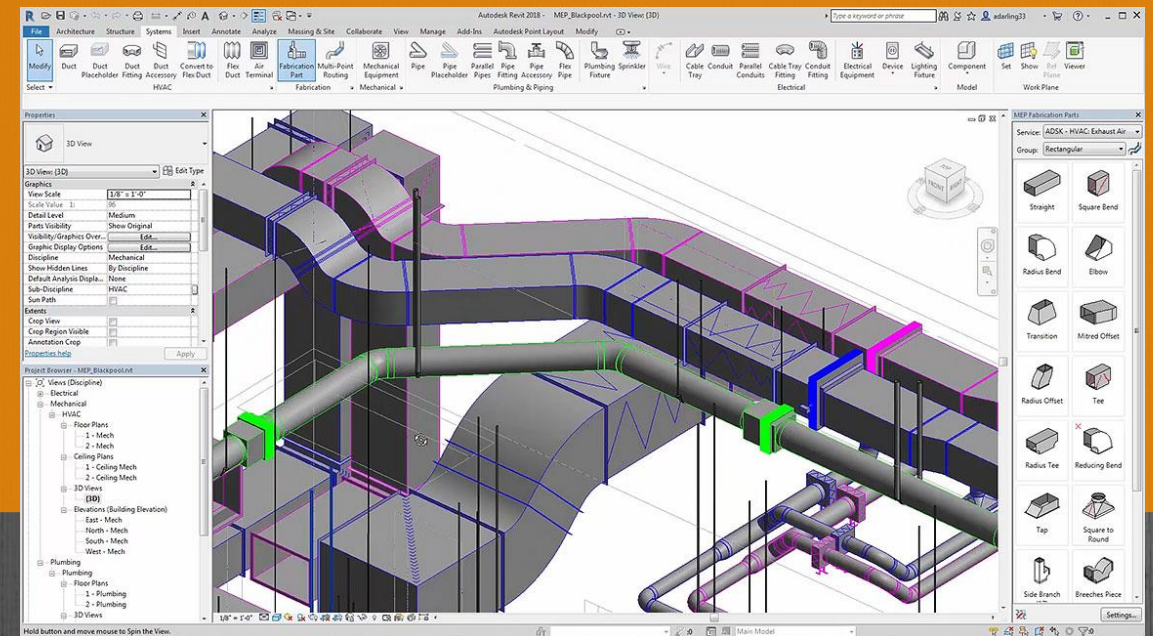 Autodesk Revit 2018 - MEP_Blackpool.rvt - 3D View: {3D}
Type a keyword or phrase
adarling33
File Architecture Structure Systems Insert Annotate Analyze Massing & Site Collaborate View Manage Add-Ins Autodesk Point Layout Modify
Modify Duct Duct Placeholder Duct Fitting Duct Accessory Convert to Flex Duct Flex Duct Air Terminal Fabrication Part Multi-Point Routing Mechanical Equipment Pipe Pipe Placeholder Parallel Pipes Pipe Fitting Pipe Accessory Flex Pipe Plumbing Fixture Sprinkler Wire Cable Tray Conduit Parallel Conduits Cable Tray Fitting Conduit Fitting Electrical Equipment Device Lighting Fixture Component Set Show Ref Plane Viewer
Select HVAC Fabrication Mechanical Plumbing & Piping Electrical Model Work Plane
Properties
3D View
3D View: {3D}
Edit Type
Graphics
View Scale 1/8" = 1'-0"
Scale Value 1: 96
Detail Level Medium
Parts Visibility Show Original
Visibility/Graphics Over... Edit...
Graphic Display Options Edit...
Discipline Mechanical
Show Hidden Lines By Discipline
Default Analysis Displa... None
Sub-Discipline HVAC
Sun Path
Extents
Crop View
Crop Region Visible
Annotation Crop
Properties help
Apply
Project Browser - MEP_Blackpool.rvt
Views (Discipline)
Electrical
Mechanical
HVAC
Floor Plans
1 - Mech
2 - Mech
Ceiling Plans
1 - Ceiling Mech
2 - Ceiling Mech
3D Views
{3D}
Elevations (Building Elevation)
East - Mech
North - Mech
South - Mech
West - Mech
Plumbing
Plumbing
Floor Plans
1 - Plumbing
2 - Plumbing
3D Views
TOP
FRONT
RIGHT
MEP Fabrication Parts
Service: ADSK - HVAC: Exhaust Air
Group: Rectangular
Straight
Square Bend
Radius Bend
Elbow
Transition
Mitred Offset
Radius Offset
Tee
Radius Tee
Reducing Bend
Tap
Square to Round
Side Branch
Breeches Piece
Settings...
1/8" = 1'-0"
Hold button and move mouse to Spin the View.
:0
Main Model